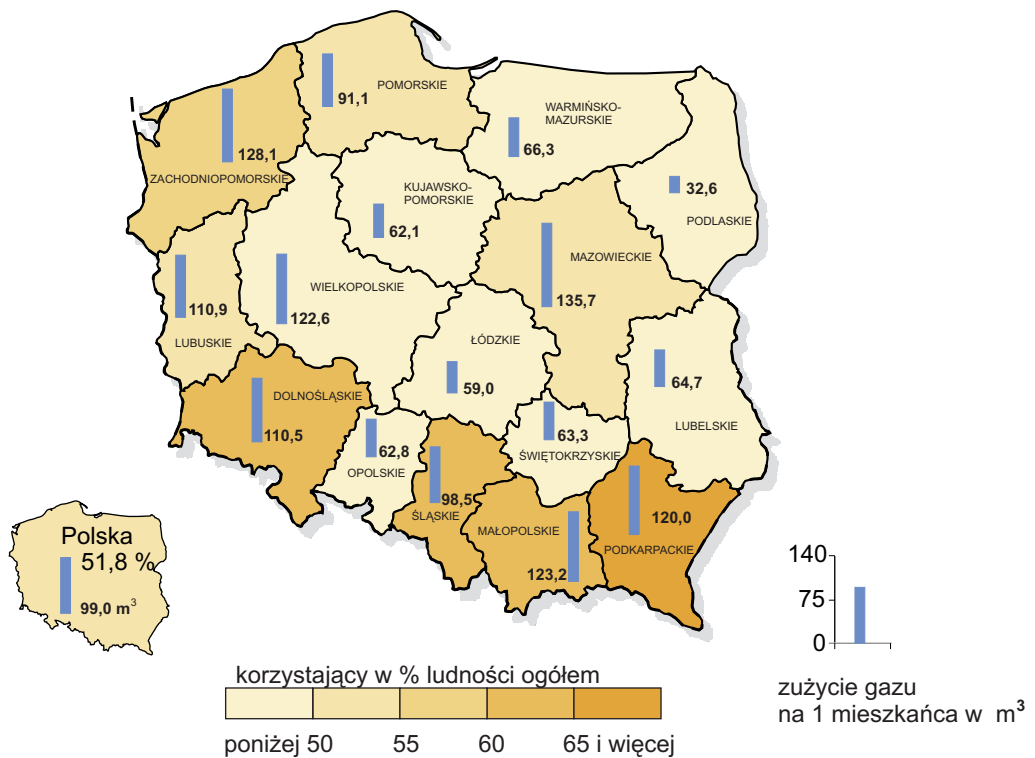 POMORSKIE
91,1
WARMIŃSKO-
MAZURSKIE
66,3
128,1
ZACHODNIOPOMORSKIE
KUJAWSKO-
POMORSKIE
62,1
32,6
PODLASKIE
MAZOWIECKIE
135,7
WIELKOPOLSKIE
122,6
110,9
LUBUSKIE
ŁÓDZKIE
59,0
64,7
LUBELSKIE
DOLNOŚLĄSKIE
110,5
62,8
OPOLSKIE
63,3
ŚWIĘTOKRZYSKIE
98,5
ŚLĄSKIE
MAŁOPOLSKIE
123,2
120,0
PODKARPACKIE
Polska
51,8 %
99,0 m³
140
75
0
zużycie gazu
na 1 mieszkańca w m³
korzystający w % ludności ogółem
poniżej 50 55 60 65 i więcej